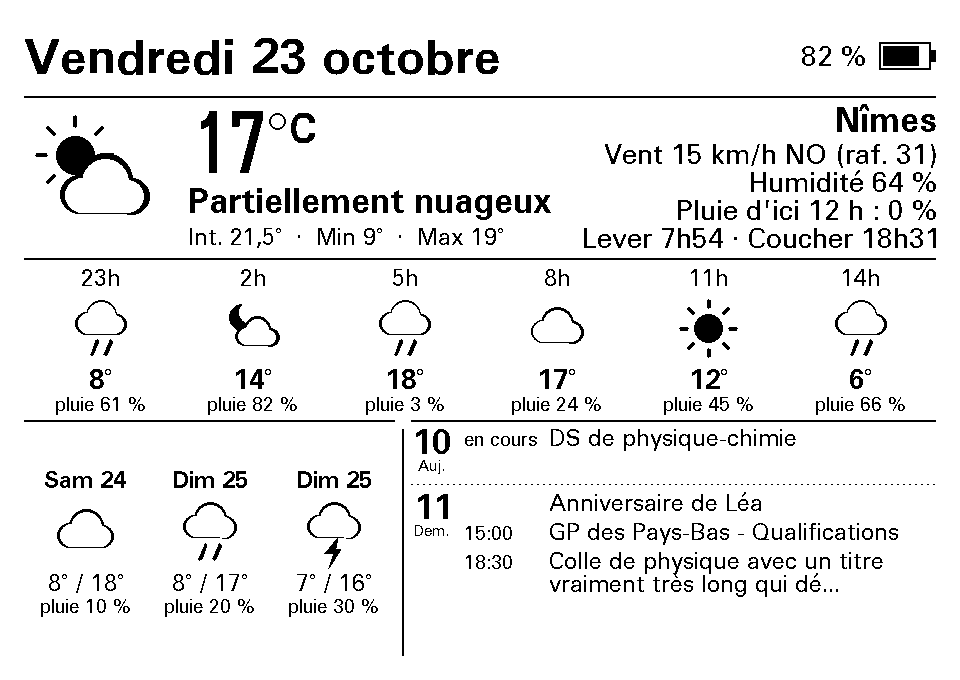 Vendredi 23 octobre
82 %
17°C
Partiellement nuageux
Int. 21,5° · Min 9° · Max 19°
Nîmes
Vent 15 km/h NO (raf. 31)
Humidité 64 %
Pluie d'ici 12 h : 0 %
Lever 7h54 · Coucher 18h31
23h 2h 5h 8h 11h 14h
8° 14° 18° 17° 12° 6°
pluie 61 % pluie 82 % pluie 3 % pluie 24 % pluie 45 % pluie 66 %
Sam 24 Dim 25 Dim 25
8° / 18° 8° / 17° 7° / 16°
pluie 10 % pluie 20 % pluie 30 %
10 en cours DS de physique-chimie
Auj.
11 Anniversaire de Léa
Dem. 15:00 GP des Pays-Bas - Qualifications
18:30 Colle de physique avec un titre
vraiment très long qui dé...